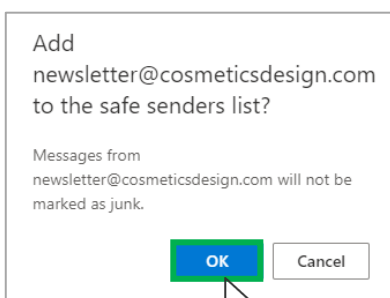 Add
newsletter@cosmeticsdesign.com
to the safe senders list?
Messages from
newsletter@cosmeticsdesign.com will not be
marked as junk.
OK
Cancel